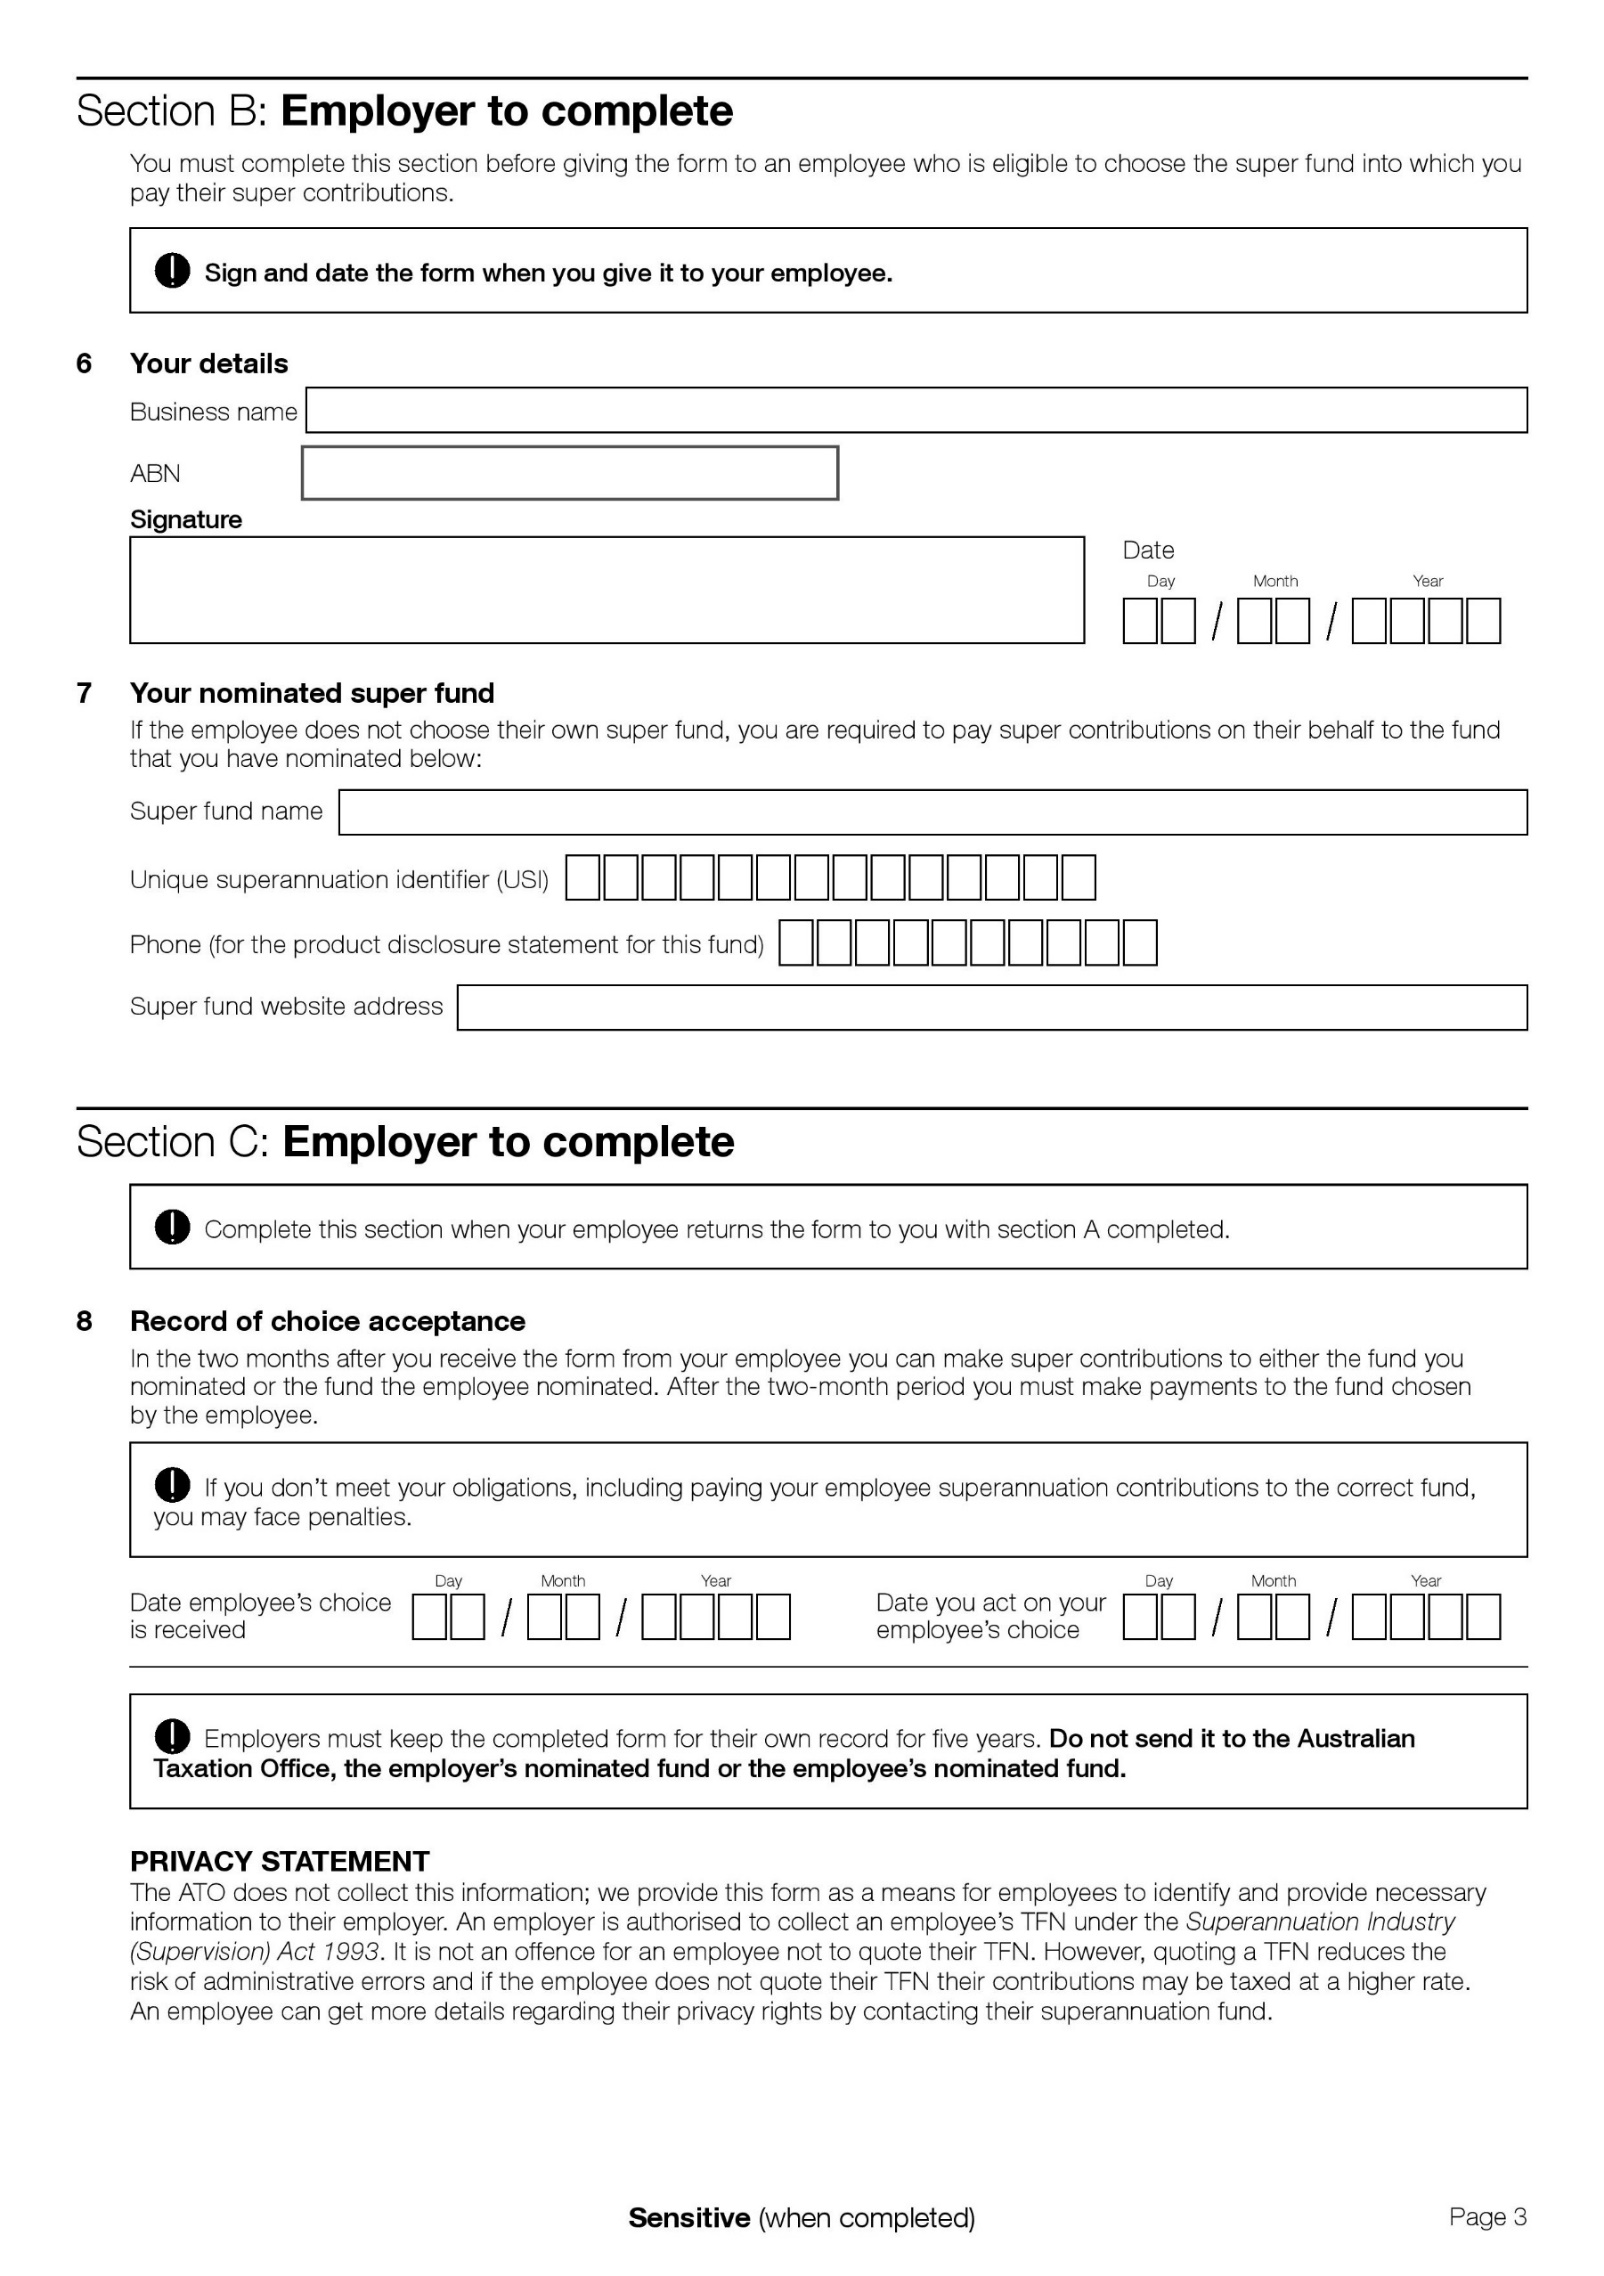 Section B: Employer to complete
You must complete this section before giving the form to an employee who is eligible to choose the super fund into which you
pay their super contributions.
Sign and date the form when you give it to your employee.
6 Your details
Business name
ABN
Signature
Date
Day Month Year
/ /
7 Your nominated super fund
If the employee does not choose their own super fund, you are required to pay super contributions on their behalf to the fund
that you have nominated below:
Super fund name
Unique superannuation identifier (USI)
Phone (for the product disclosure statement for this fund)
Super fund website address
Section C: Employer to complete
Complete this section when your employee returns the form to you with section A completed.
8 Record of choice acceptance
In the two months after you receive the form from your employee you can make super contributions to either the fund you
nominated or the fund the employee nominated. After the two-month period you must make payments to the fund chosen
by the employee.
If you don’t meet your obligations, including paying your employee superannuation contributions to the correct fund,
you may face penalties.
Day Month Year Day Month Year
Date employee’s choice / / Date you act on your / /
is received employee’s choice
Employers must keep the completed form for their own record for five years. Do not send it to the Australian
Taxation Office, the employer’s nominated fund or the employee’s nominated fund.
PRIVACY STATEMENT
The ATO does not collect this information; we provide this form as a means for employees to identify and provide necessary
information to their employer. An employer is authorised to collect an employee’s TFN under the Superannuation Industry
(Supervision) Act 1993. It is not an offence for an employee not to quote their TFN. However, quoting a TFN reduces the
risk of administrative errors and if the employee does not quote their TFN their contributions may be taxed at a higher rate.
An employee can get more details regarding their privacy rights by contacting their superannuation fund.
Sensitive (when completed) Page 3